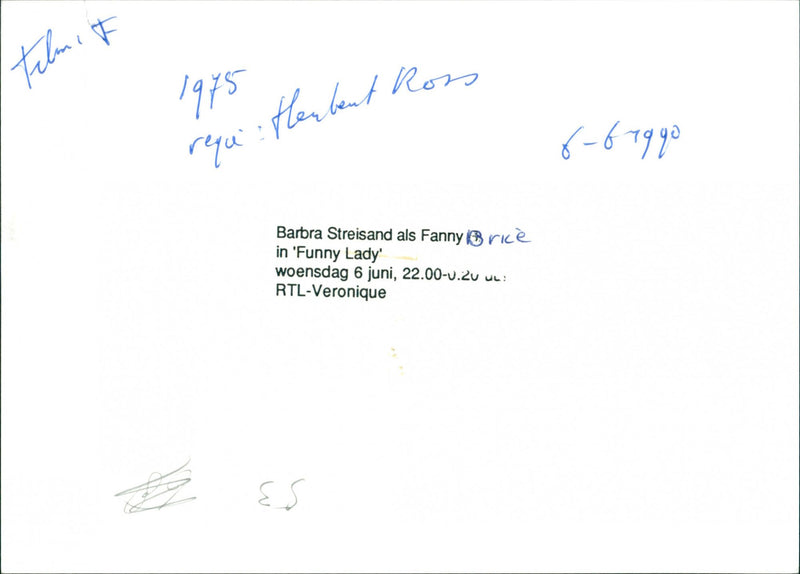 Film: F
1975
regie: Herbert Ross
6-6-1990
Barbra Streisand als Fanny Brice
in 'Funny Lady'
woensdag 6 juni, 22.00-0.20
RTL-Veronique